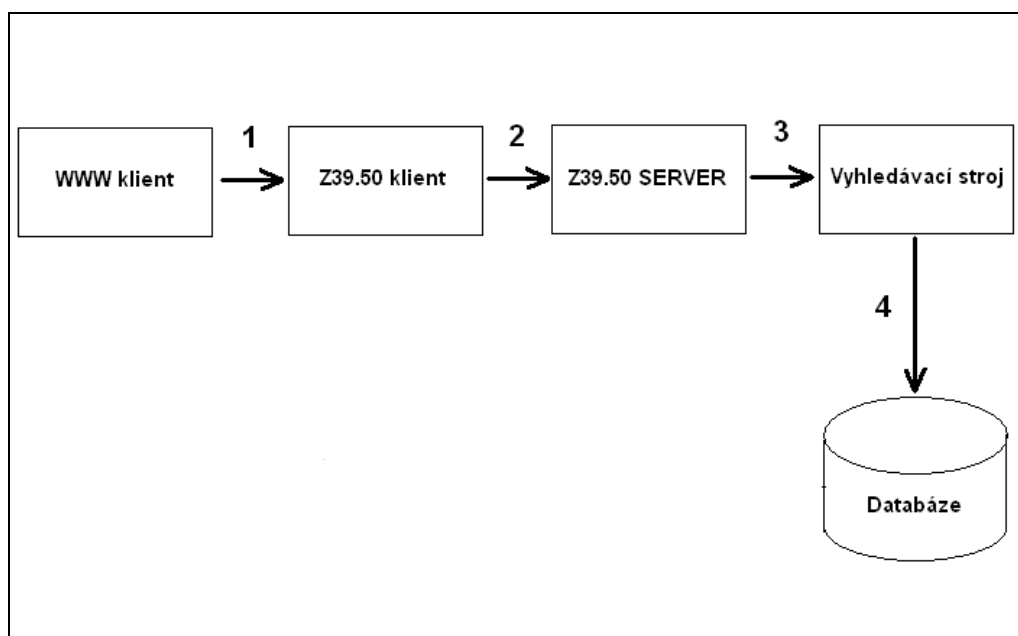 1
2
3
WWW klient
Z39.50 klient
Z39.50 SERVER
Vyhledávací stroj
4
Databáze